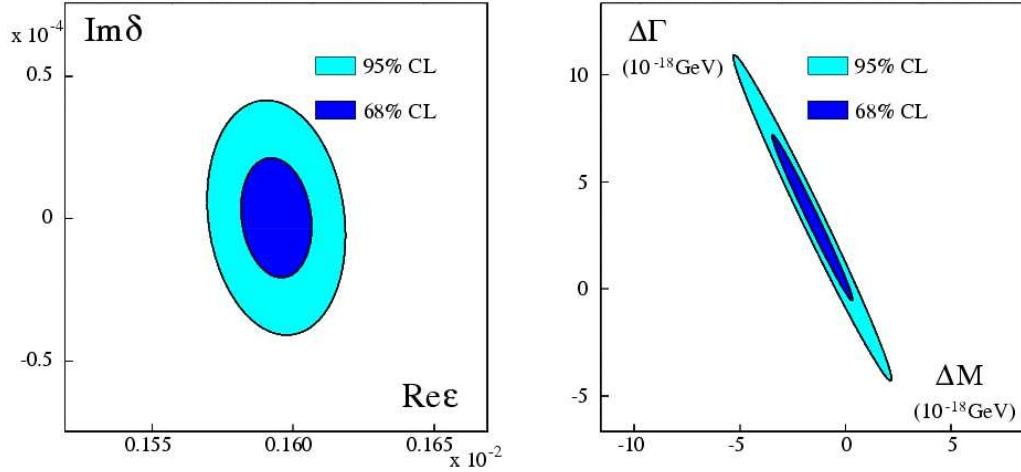 x 10⁻⁴
Imδ
95% CL
68% CL
0.5
0
-0.5
Reε
0.155
0.160
0.165
x 10⁻²
ΔΓ
(10⁻¹⁸GeV)
95% CL
68% CL
10
5
0
-5
ΔM
(10⁻¹⁸GeV)
-10
-5
0
5